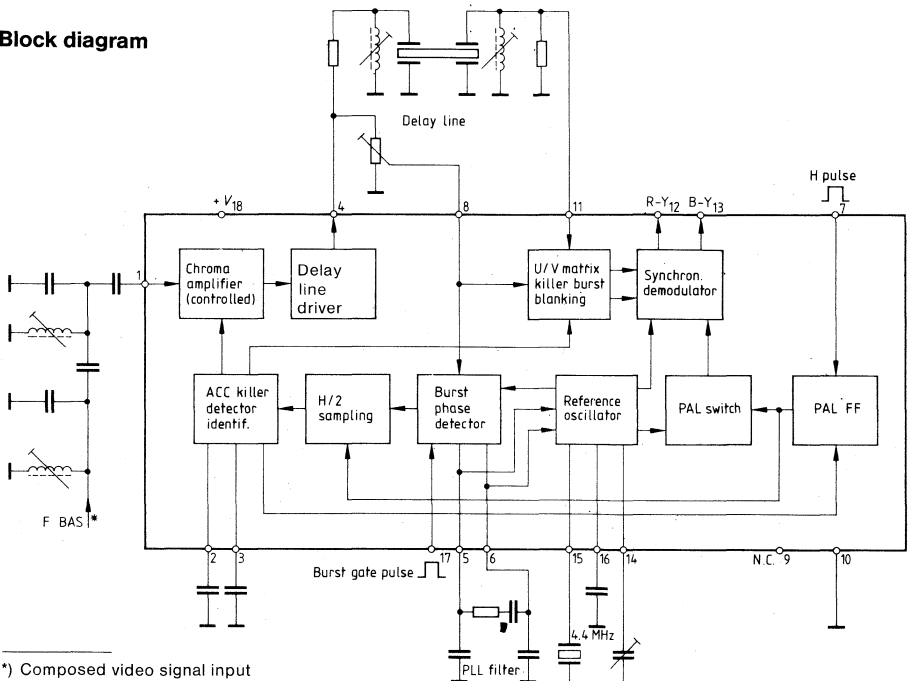 Block diagram
Delay line
H pulse
+ V18
4
8
11
R-Y12
B-Y13
7
1
Chroma
amplifier
(controlled)
Delay
line
driver
U/V matrix
killer burst
blanking
Synchron.
demodulator
ACC killer
detector
identif.
H/2
sampling
Burst
phase
detector
Reference
oscillator
PAL switch
PAL FF
F BAS *
2
3
17
5
6
15
16
14
N.C. 9
10
Burst gate pulse
4.4 MHz
PLL filter
*) Composed video signal input